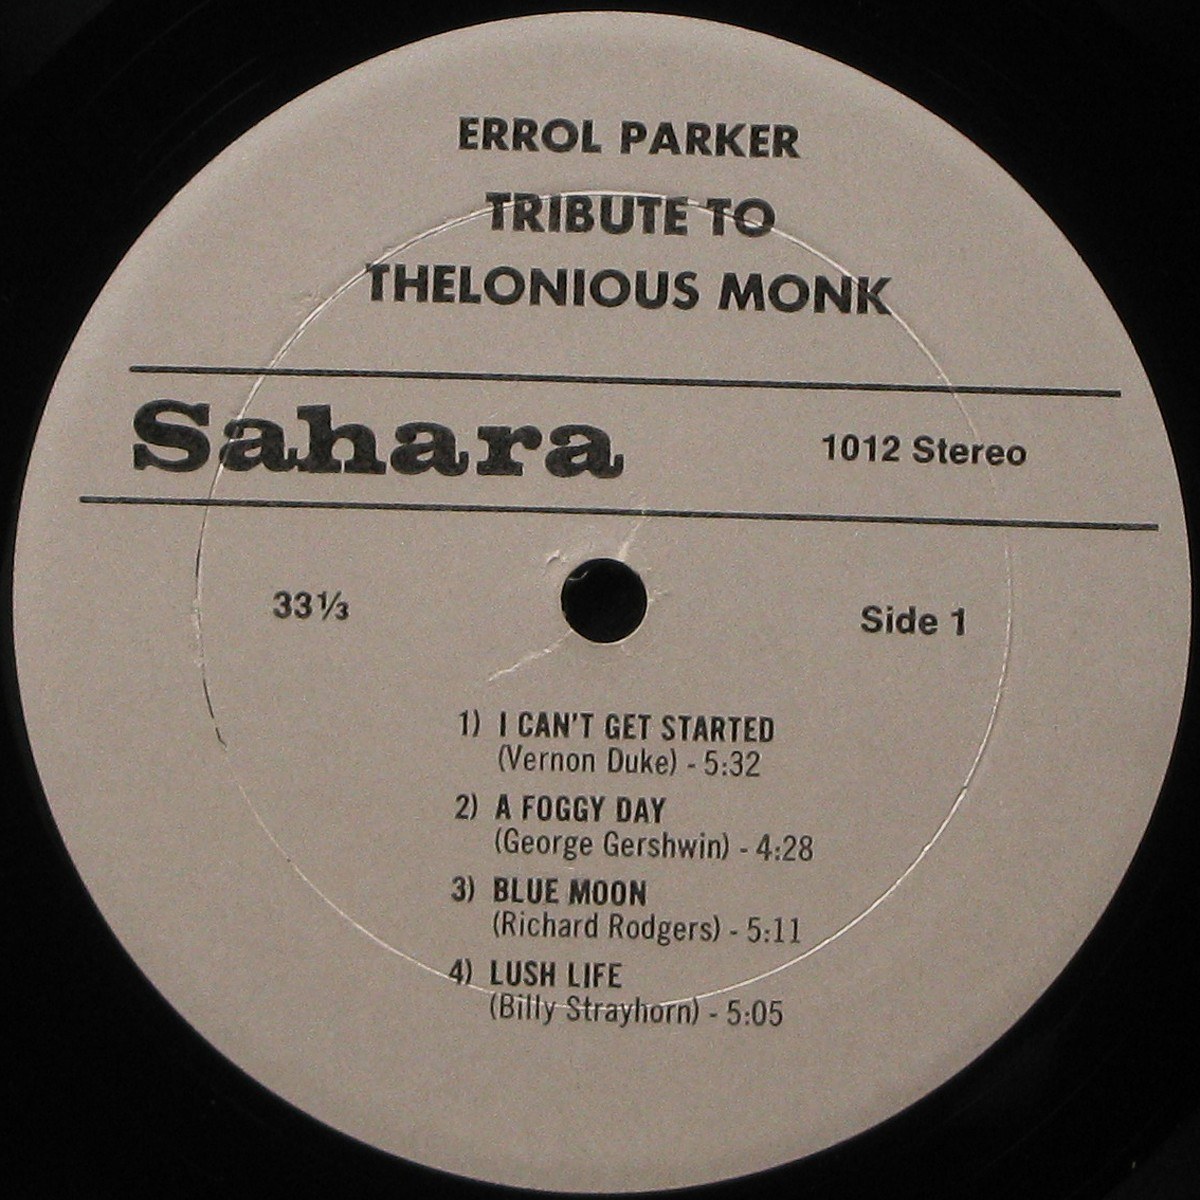 ERROL PARKER
TRIBUTE TO
THELONIOUS MONK
Sahara 1012 Stereo
33⅓ Side 1
1) I CAN'T GET STARTED
(Vernon Duke) - 5:32
2) A FOGGY DAY
(George Gershwin) - 4:28
3) BLUE MOON
(Richard Rodgers) - 5:11
4) LUSH LIFE
(Billy Strayhorn) - 5:05